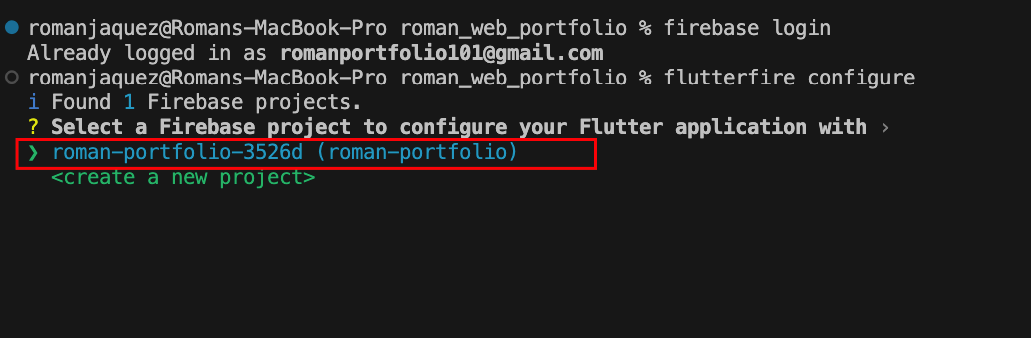 romanjaquez@Romans-MacBook-Pro roman_web_portfolio % firebase login
Already logged in as romanportfolio101@gmail.com
romanjaquez@Romans-MacBook-Pro roman_web_portfolio % flutterfire configure
i Found 1 Firebase projects.
? Select a Firebase project to configure your Flutter application with ›
❯ roman-portfolio-3526d (roman-portfolio)
<create a new project>